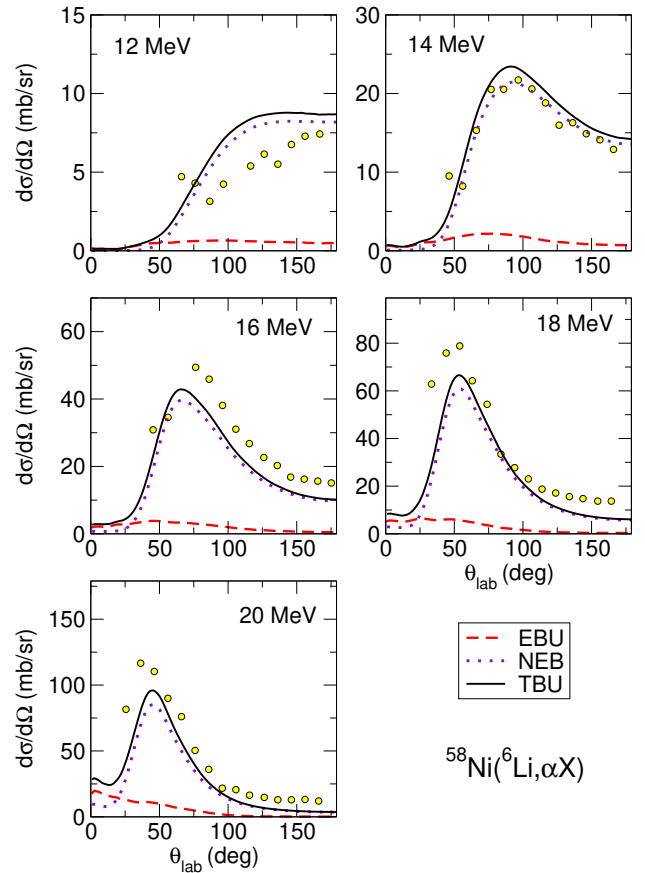 12 MeV
15
10
5
0
0 50 100 150
dσ/dΩ (mb/sr)
14 MeV
30
20
10
0
0 50 100 150
16 MeV
60
40
20
0
0 50 100 150
dσ/dΩ (mb/sr)
18 MeV
80
60
40
20
0
0 50 100 150
θlab (deg)
20 MeV
150
100
50
0
0 50 100 150
dσ/dΩ (mb/sr)
θlab (deg)
EBU
NEB
TBU
⁵⁸Ni(⁶Li,αX)